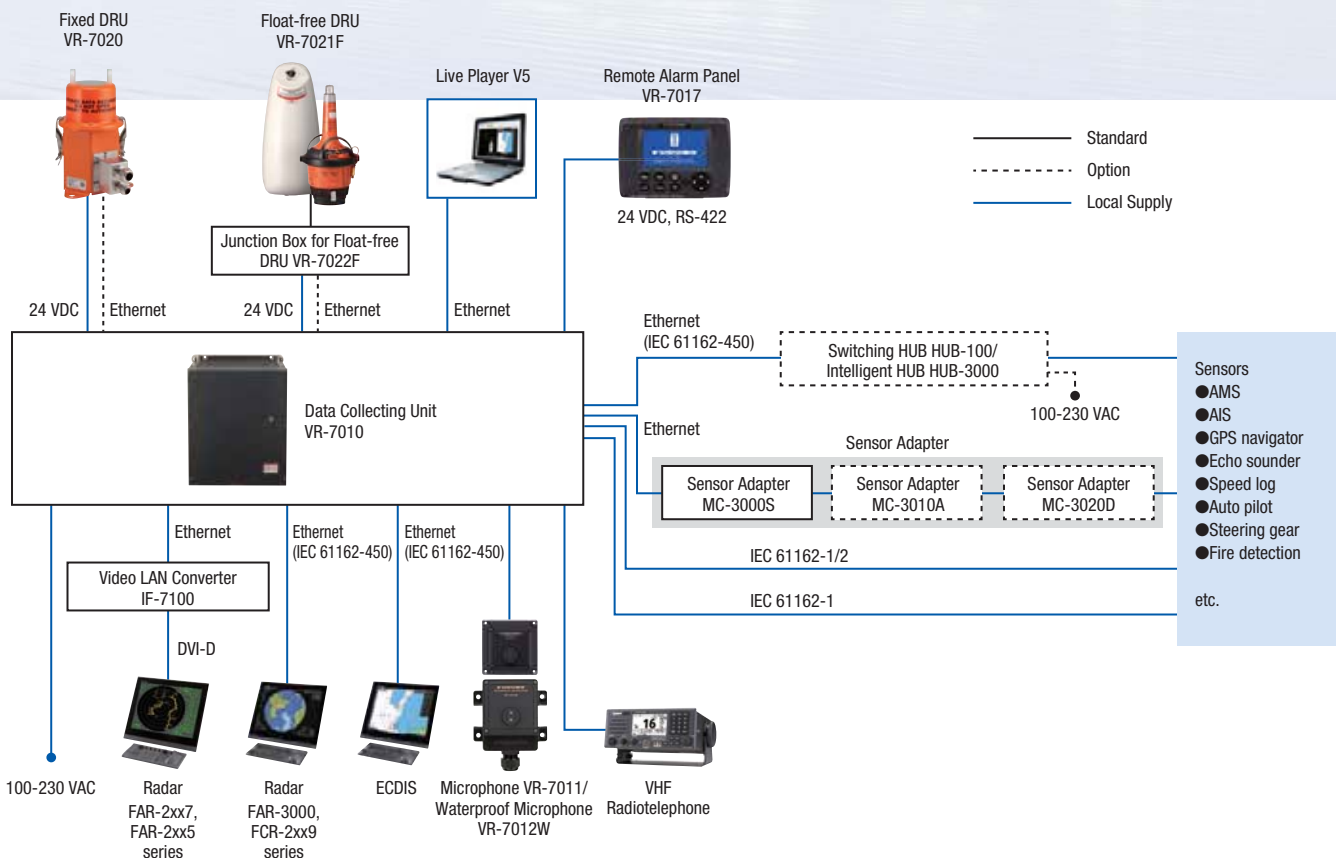 Fixed DRU
VR-7020
Float-free DRU
VR-7021F
Live Player V5
Remote Alarm Panel
VR-7017
24 VDC, RS-422
Standard
Option
Local Supply
Junction Box for Float-free
DRU VR-7022F
24 VDC
Ethernet
24 VDC
Ethernet
Ethernet
Data Collecting Unit
VR-7010
Ethernet
(IEC 61162-450)
Switching HUB HUB-100/
Intelligent HUB HUB-3000
100-230 VAC
Ethernet
Sensor Adapter
Sensor Adapter
MC-3000S
Sensor Adapter
MC-3010A
Sensor Adapter
MC-3020D
IEC 61162-1/2
IEC 61162-1
Sensors
●AMS
●AIS
●GPS navigator
●Echo sounder
●Speed log
●Auto pilot
●Steering gear
●Fire detection
etc.
Ethernet
Ethernet
(IEC 61162-450)
Ethernet
(IEC 61162-450)
Video LAN Converter
IF-7100
DVI-D
16
100-230 VAC
Radar
FAR-2xx7,
FAR-2xx5
series
Radar
FAR-3000,
FCR-2xx9
series
ECDIS
Microphone VR-7011/
Waterproof Microphone
VR-7012W
VHF
Radiotelephone